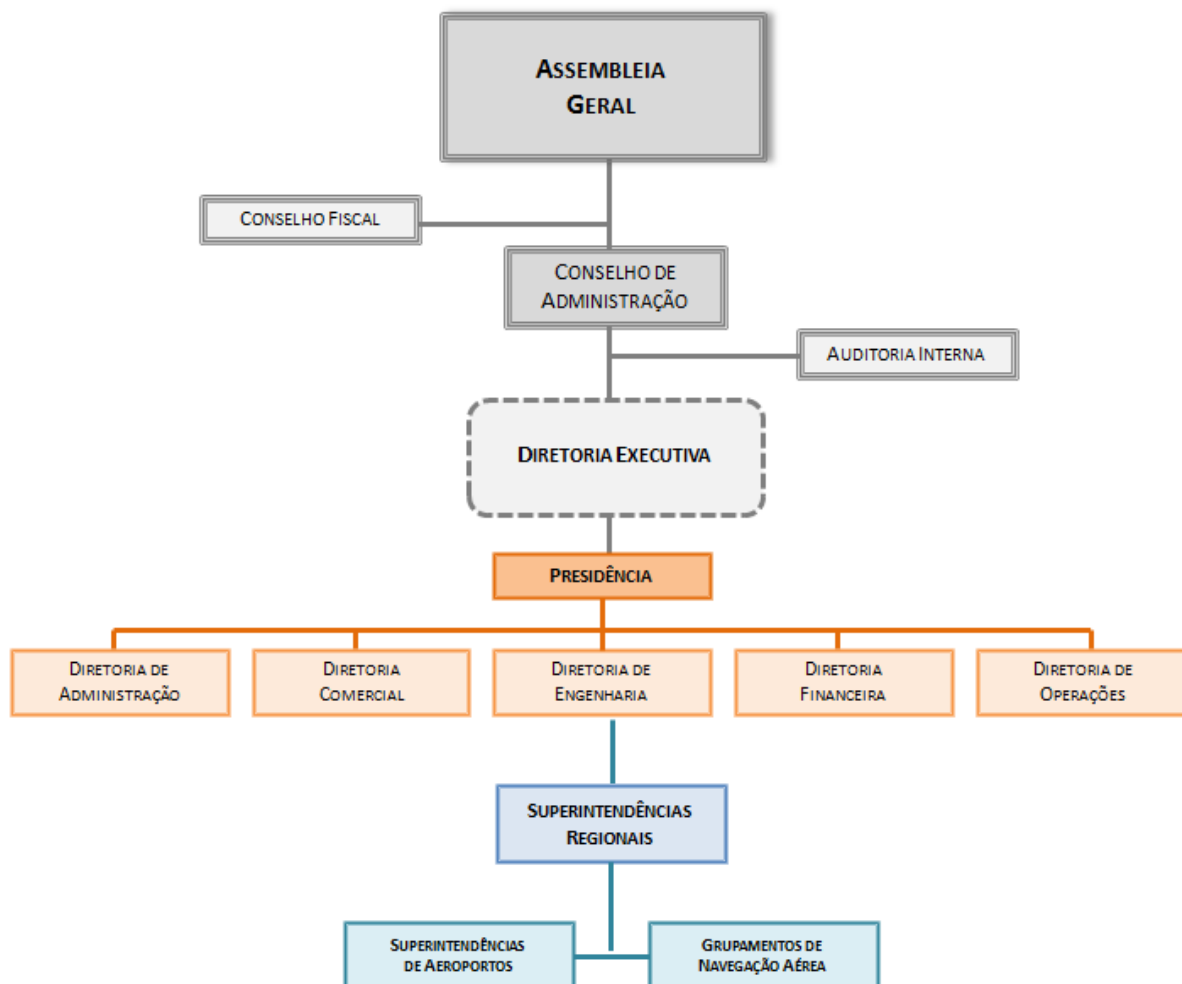 ASSEMBLEIA
GERAL
CONSELHO FISCAL
CONSELHO DE
ADMINISTRAÇÃO
AUDITORIA INTERNA
DIRETORIA EXECUTIVA
PRESIDÊNCIA
DIRETORIA DE
ADMINISTRAÇÃO
DIRETORIA
COMERCIAL
DIRETORIA DE
ENGENHARIA
DIRETORIA
FINANCEIRA
DIRETORIA DE
OPERAÇÕES
SUPERINTENDÊNCIAS
REGIONAIS
SUPERINTENDÊNCIAS
DE AEROPORTOS
GRUPAMENTOS DE
NAVEGAÇÃO AÉREA